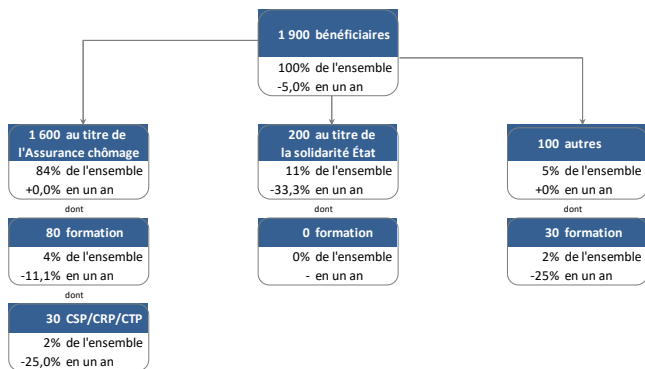 1 900 bénéficiaires
100% de l'ensemble
-5,0% en un an
1 600 au titre de
l'Assurance chômage
84% de l'ensemble
+0,0% en un an
dont
80 formation
4% de l'ensemble
-11,1% en un an
dont
30 CSP/CRP/CTP
2% de l'ensemble
-25,0% en un an
200 au titre de
la solidarité État
11% de l'ensemble
-33,3% en un an
dont
0 formation
0% de l'ensemble
- en un an
100 autres
5% de l'ensemble
+0% en un an
dont
30 formation
2% de l'ensemble
-25% en un an